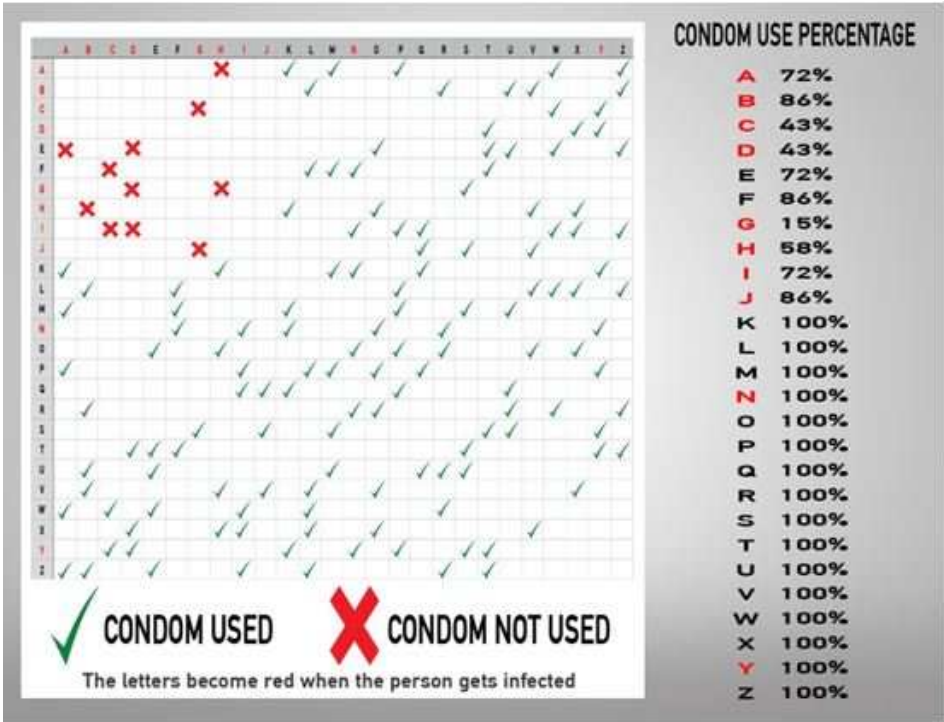 A B C D E F G H I J K L M N O P Q R S T U V W X Y Z
A
B
C
D
E
F
G
H
I
J
K
L
M
N
O
P
Q
R
S
T
U
V
W
X
Y
Z
CONDOM USED
CONDOM NOT USED
The letters become red when the person gets infected
CONDOM USE PERCENTAGE
A 72%
B 86%
C 43%
D 43%
E 72%
F 86%
G 15%
H 58%
I 72%
J 86%
K 100%
L 100%
M 100%
N 100%
O 100%
P 100%
Q 100%
R 100%
S 100%
T 100%
U 100%
V 100%
W 100%
X 100%
Y 100%
Z 100%